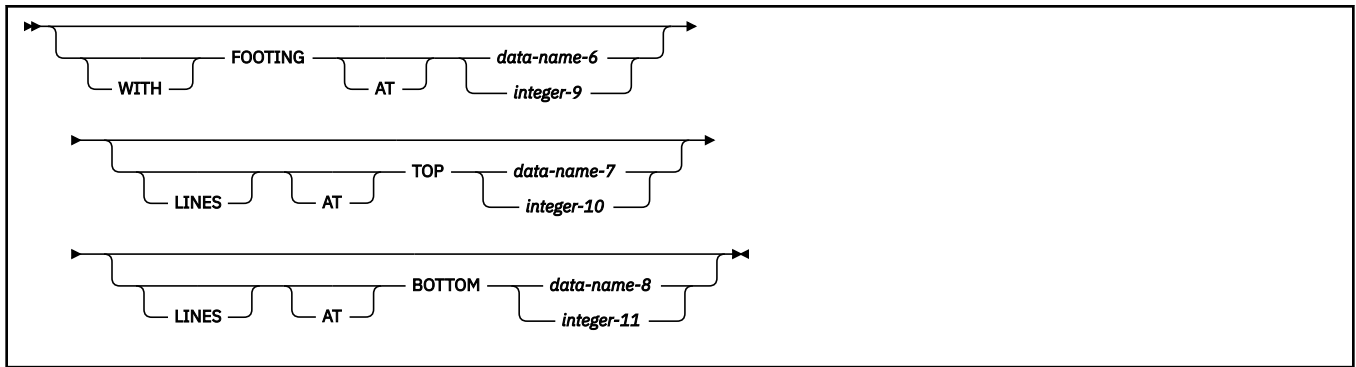 FOOTING data-name-6
WITH AT integer-9
TOP data-name-7
LINES AT integer-10
BOTTOM data-name-8
LINES AT integer-11